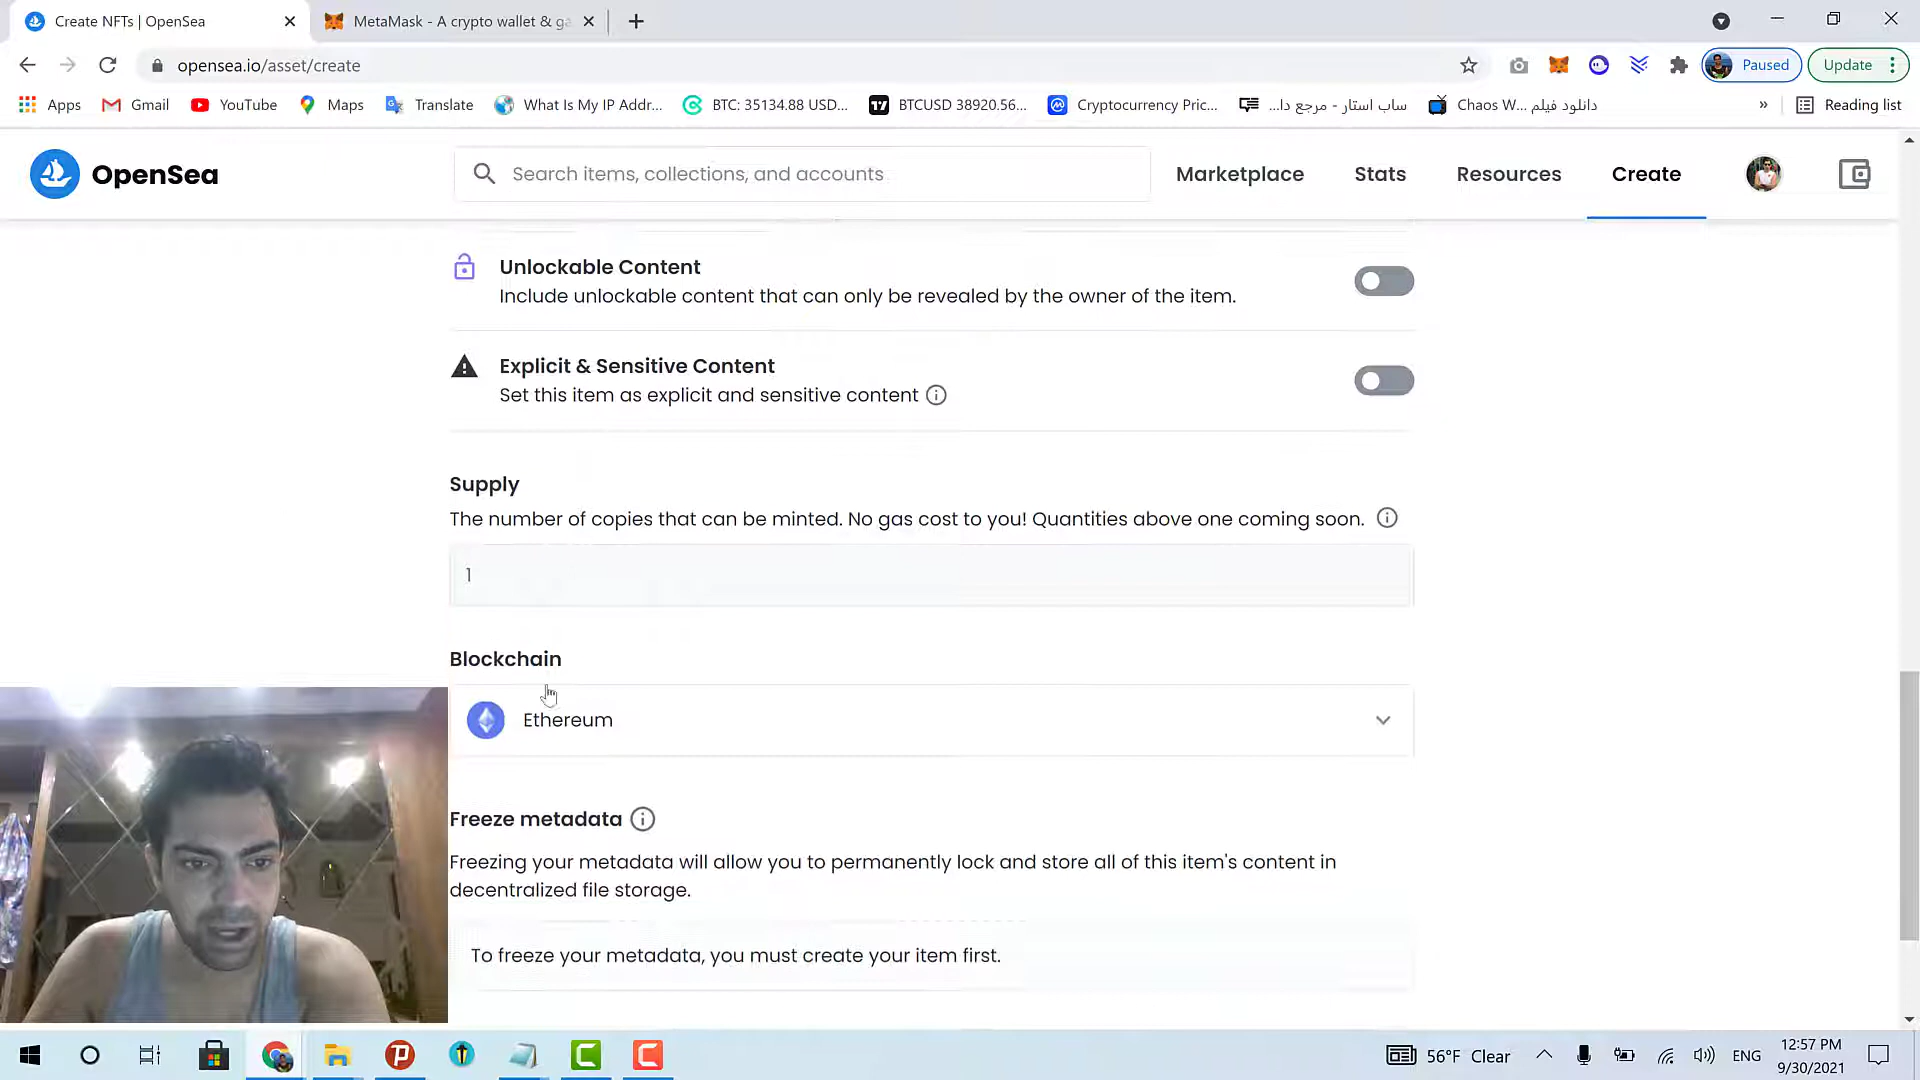 Create NFTs | OpenSea
MetaMask - A crypto wallet & ga
opensea.io/asset/create
Paused
Update
Apps
Gmail
YouTube
Maps
Translate
What Is My IP Addr...
BTC: 35134.88 USD...
BTCUSD 38920.56...
Cryptocurrency Pric...
ساب استار - مرجع دا...
دانلود فیلم Chaos W...
»
Reading list
OpenSea
Search items, collections, and accounts
Marketplace
Stats
Resources
Create
Unlockable Content
Include unlockable content that can only be revealed by the owner of the item.
Explicit & Sensitive Content
Set this item as explicit and sensitive content
Supply
The number of copies that can be minted. No gas cost to you! Quantities above one coming soon.
1
Blockchain
Ethereum
Freeze metadata
Freezing your metadata will allow you to permanently lock and store all of this item's content in
decentralized file storage.
To freeze your metadata, you must create your item first.
56°F Clear
ENG
12:57 PM
9/30/2021